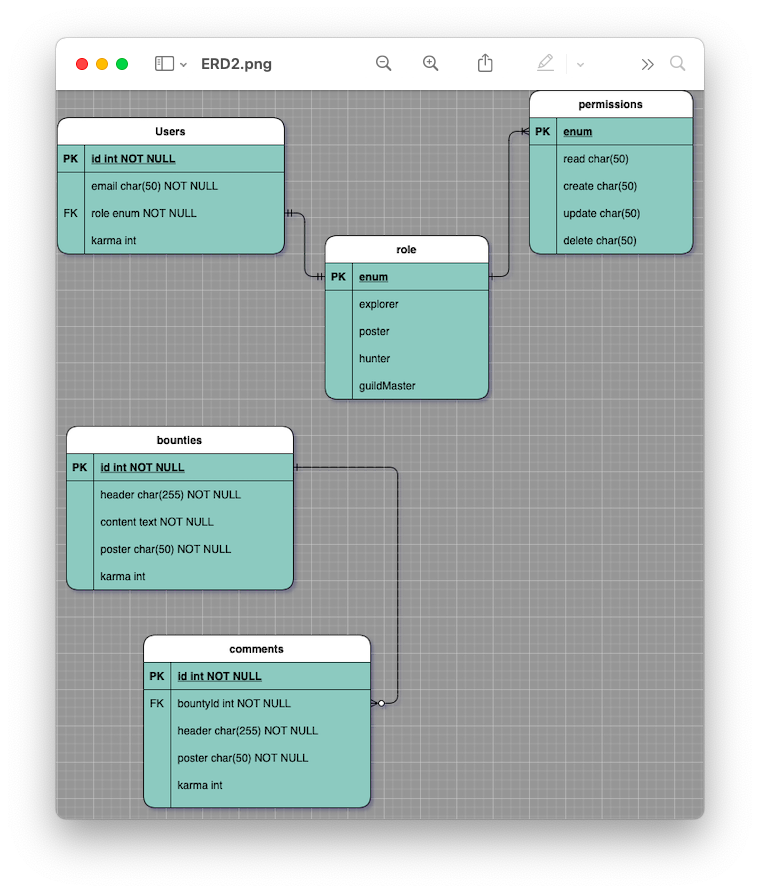 ERD2.png
permissions
PK enum
read char(50)
create char(50)
update char(50)
delete char(50)
Users
PK id int NOT NULL
email char(50) NOT NULL
FK role enum NOT NULL
karma int
role
PK enum
explorer
poster
hunter
guildMaster
bounties
PK id int NOT NULL
header char(255) NOT NULL
content text NOT NULL
poster char(50) NOT NULL
karma int
comments
PK id int NOT NULL
FK bountyId int NOT NULL
header char(255) NOT NULL
poster char(50) NOT NULL
karma int